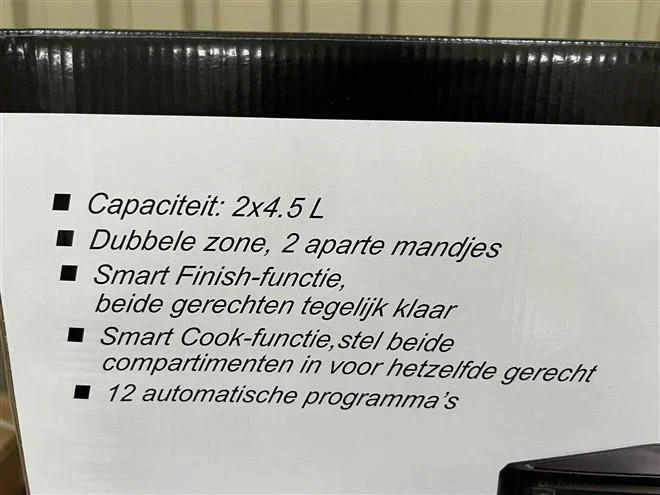 ■ Capaciteit: 2x4.5 L
■ Dubbele zone, 2 aparte mandjes
■ Smart Finish-functie,
beide gerechten tegelijk klaar
■ Smart Cook-functie,stel beide
compartimenten in voor hetzelfde gerecht
■ 12 automatische programma's